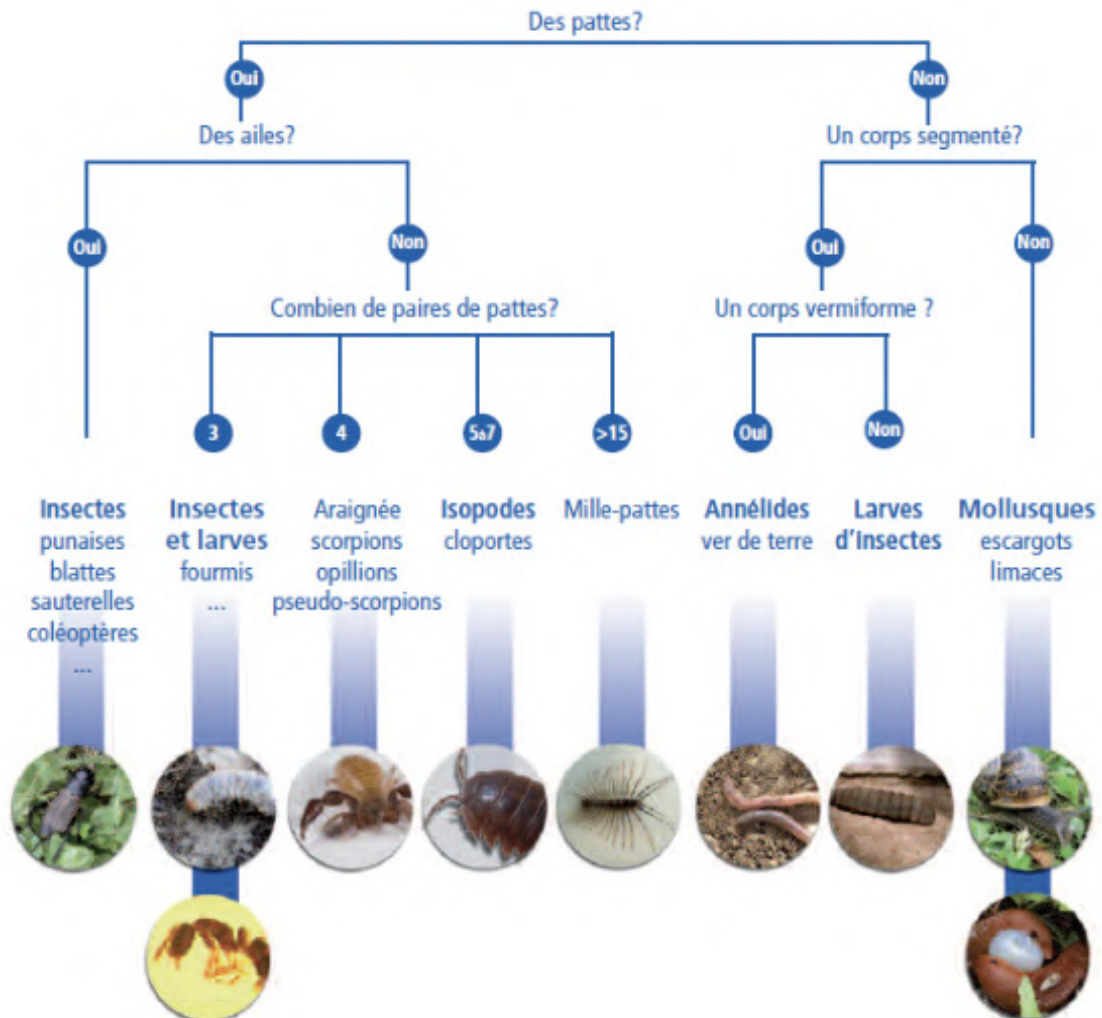 Des pattes?
Oui
Non
Des ailes?
Un corps segmenté?
Oui
Non
Oui
Non
Combien de paires de pattes?
Un corps vermiforme ?
3
4
5à7
>15
Oui
Non
Insectes
punaises
blattes
sauterelles
coléoptères
...
Insectes
et larves
fourmis
...
Araignée
scorpions
opillions
pseudo-scorpions
Isopodes
cloportes
Mille-pattes
Annélides
ver de terre
Larves
d'insectes
Mollusques
escargots
limaces